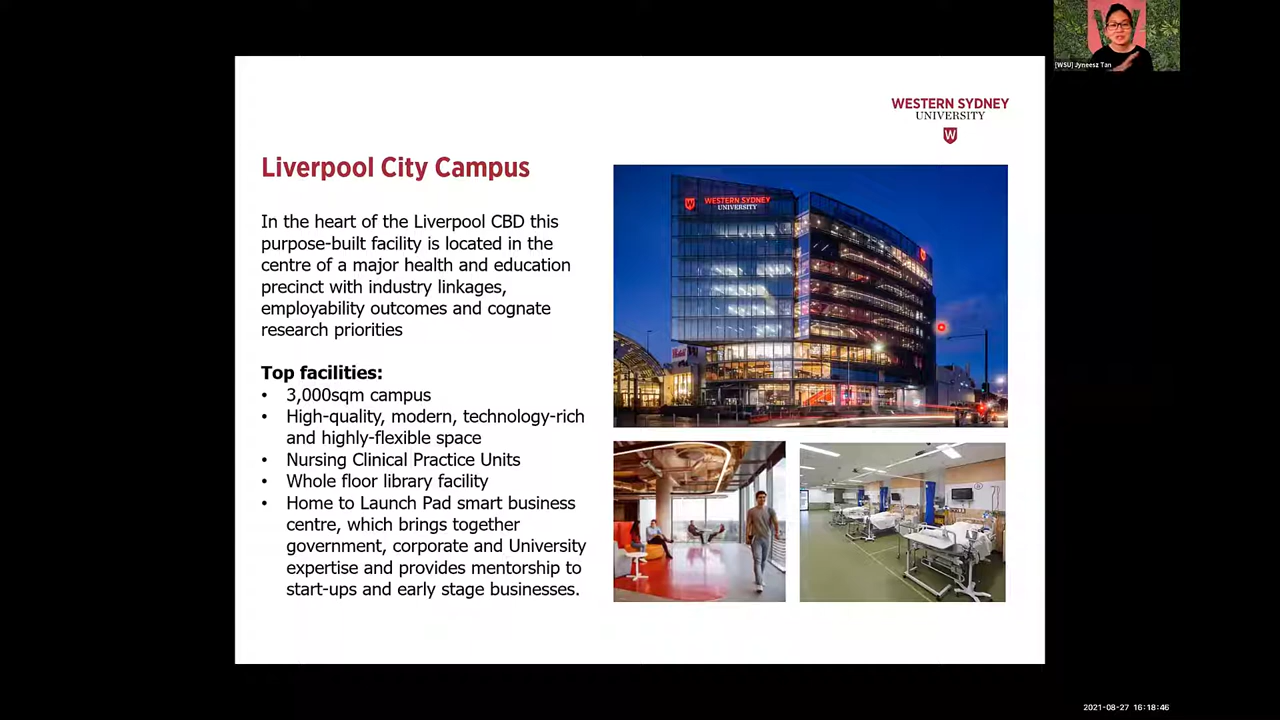 [WSU] Jyneesz Tan
WESTERN SYDNEY
UNIVERSITY
W
Liverpool City Campus
In the heart of the Liverpool CBD this
purpose-built facility is located in the
centre of a major health and education
precinct with industry linkages,
employability outcomes and cognate
research priorities
Top facilities:
• 3,000sqm campus
• High-quality, modern, technology-rich
and highly-flexible space
• Nursing Clinical Practice Units
• Whole floor library facility
• Home to Launch Pad smart business
centre, which brings together
government, corporate and University
expertise and provides mentorship to
start-ups and early stage businesses.
W WESTERN SYDNEY
UNIVERSITY
2021-08-27 16:18:46